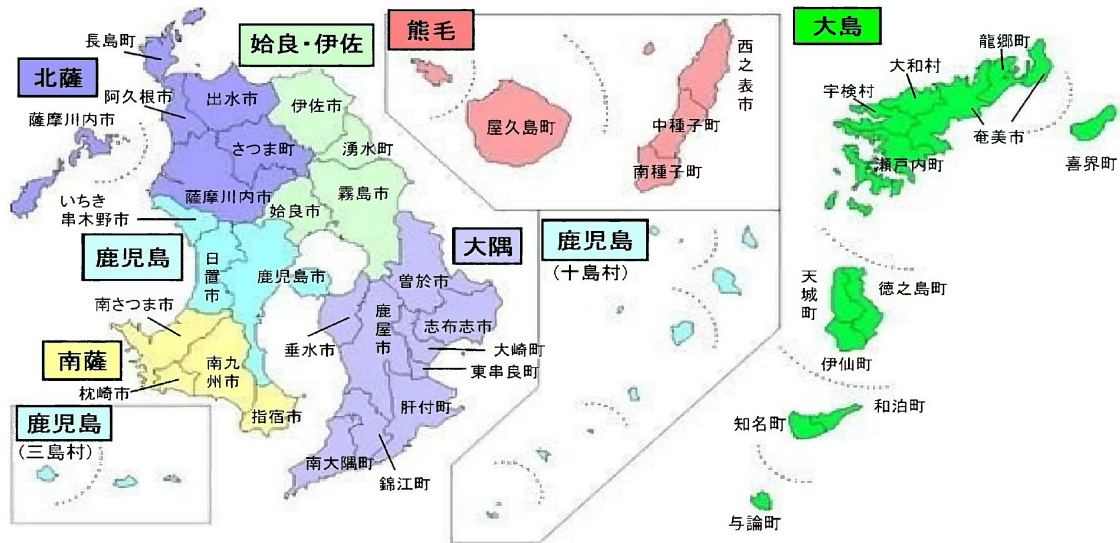 長島町
北薩
阿久根市
出水市
薩摩川内市
さつま町
薩摩川内市
いちき
串木野市
姶良・伊佐
伊佐市
湧水町
姶良市
霧島市
鹿児島
日置市
鹿児島市
南さつま市
南薩
枕崎市
南九
州市
指宿市
鹿児島
(三島村)
大隅
曽於市
鹿屋市
志布志市
垂水市
大崎町
東串良町
肝付町
南大隅町
錦江町
熊毛
西之表市
屋久島町
中種子町
南種子町
鹿児島
(十島村)
大島
龍郷町
大和村
宇検村
奄美市
瀬戸内町
喜界町
天城町
徳之島町
伊仙町
和泊町
知名町
与論町